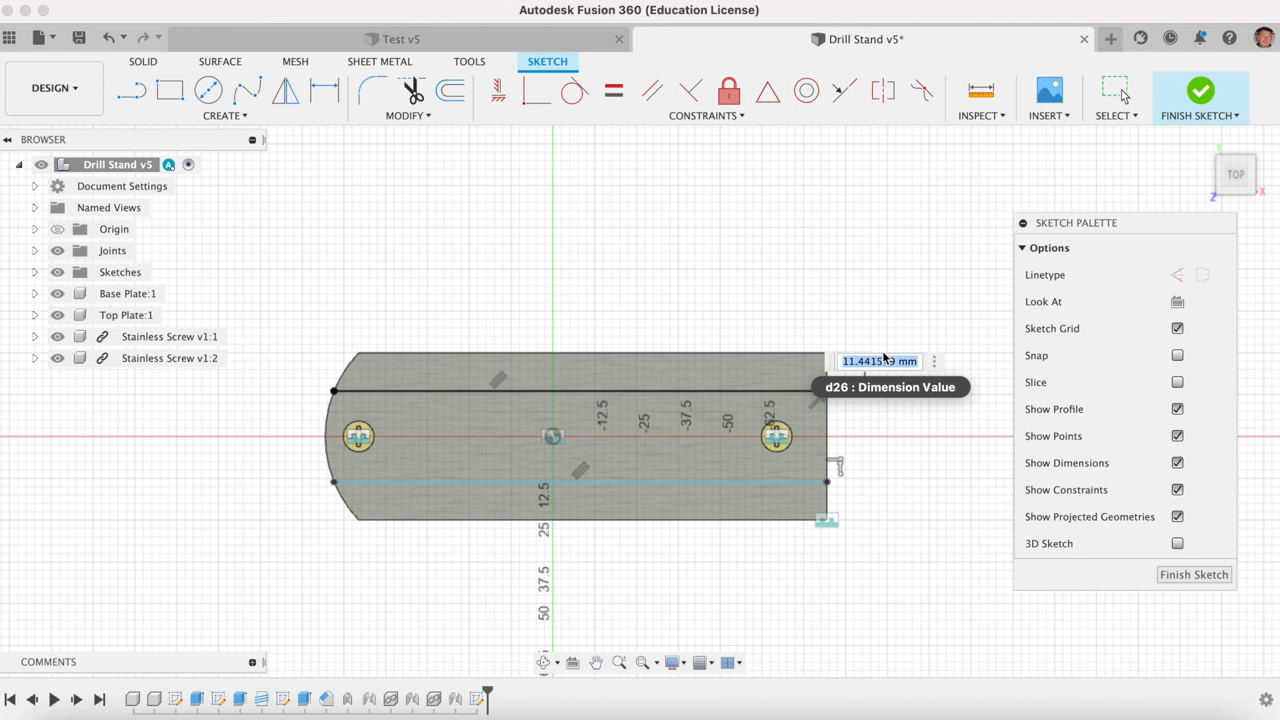 Autodesk Fusion 360 (Education License)
Test v5
Drill Stand v5*
DESIGN
SOLID SURFACE MESH SHEET METAL TOOLS SKETCH
CREATE MODIFY CONSTRAINTS INSPECT INSERT SELECT FINISH SKETCH
BROWSER
Drill Stand v5
A
Document Settings
Named Views
Origin
Joints
Sketches
Base Plate:1
Top Plate:1
Stainless Screw v1:1
Stainless Screw v1:2
TOP
Y
X
Z
SKETCH PALETTE
Options
Linetype
Look At
Sketch Grid
Snap
Slice
Show Profile
Show Points
Show Dimensions
Show Constraints
Show Projected Geometries
3D Sketch
Finish Sketch
mm
d26 : Dimension Value
-12.5
-25
-37.5
-50
12.5
25
37.5
50
COMMENTS